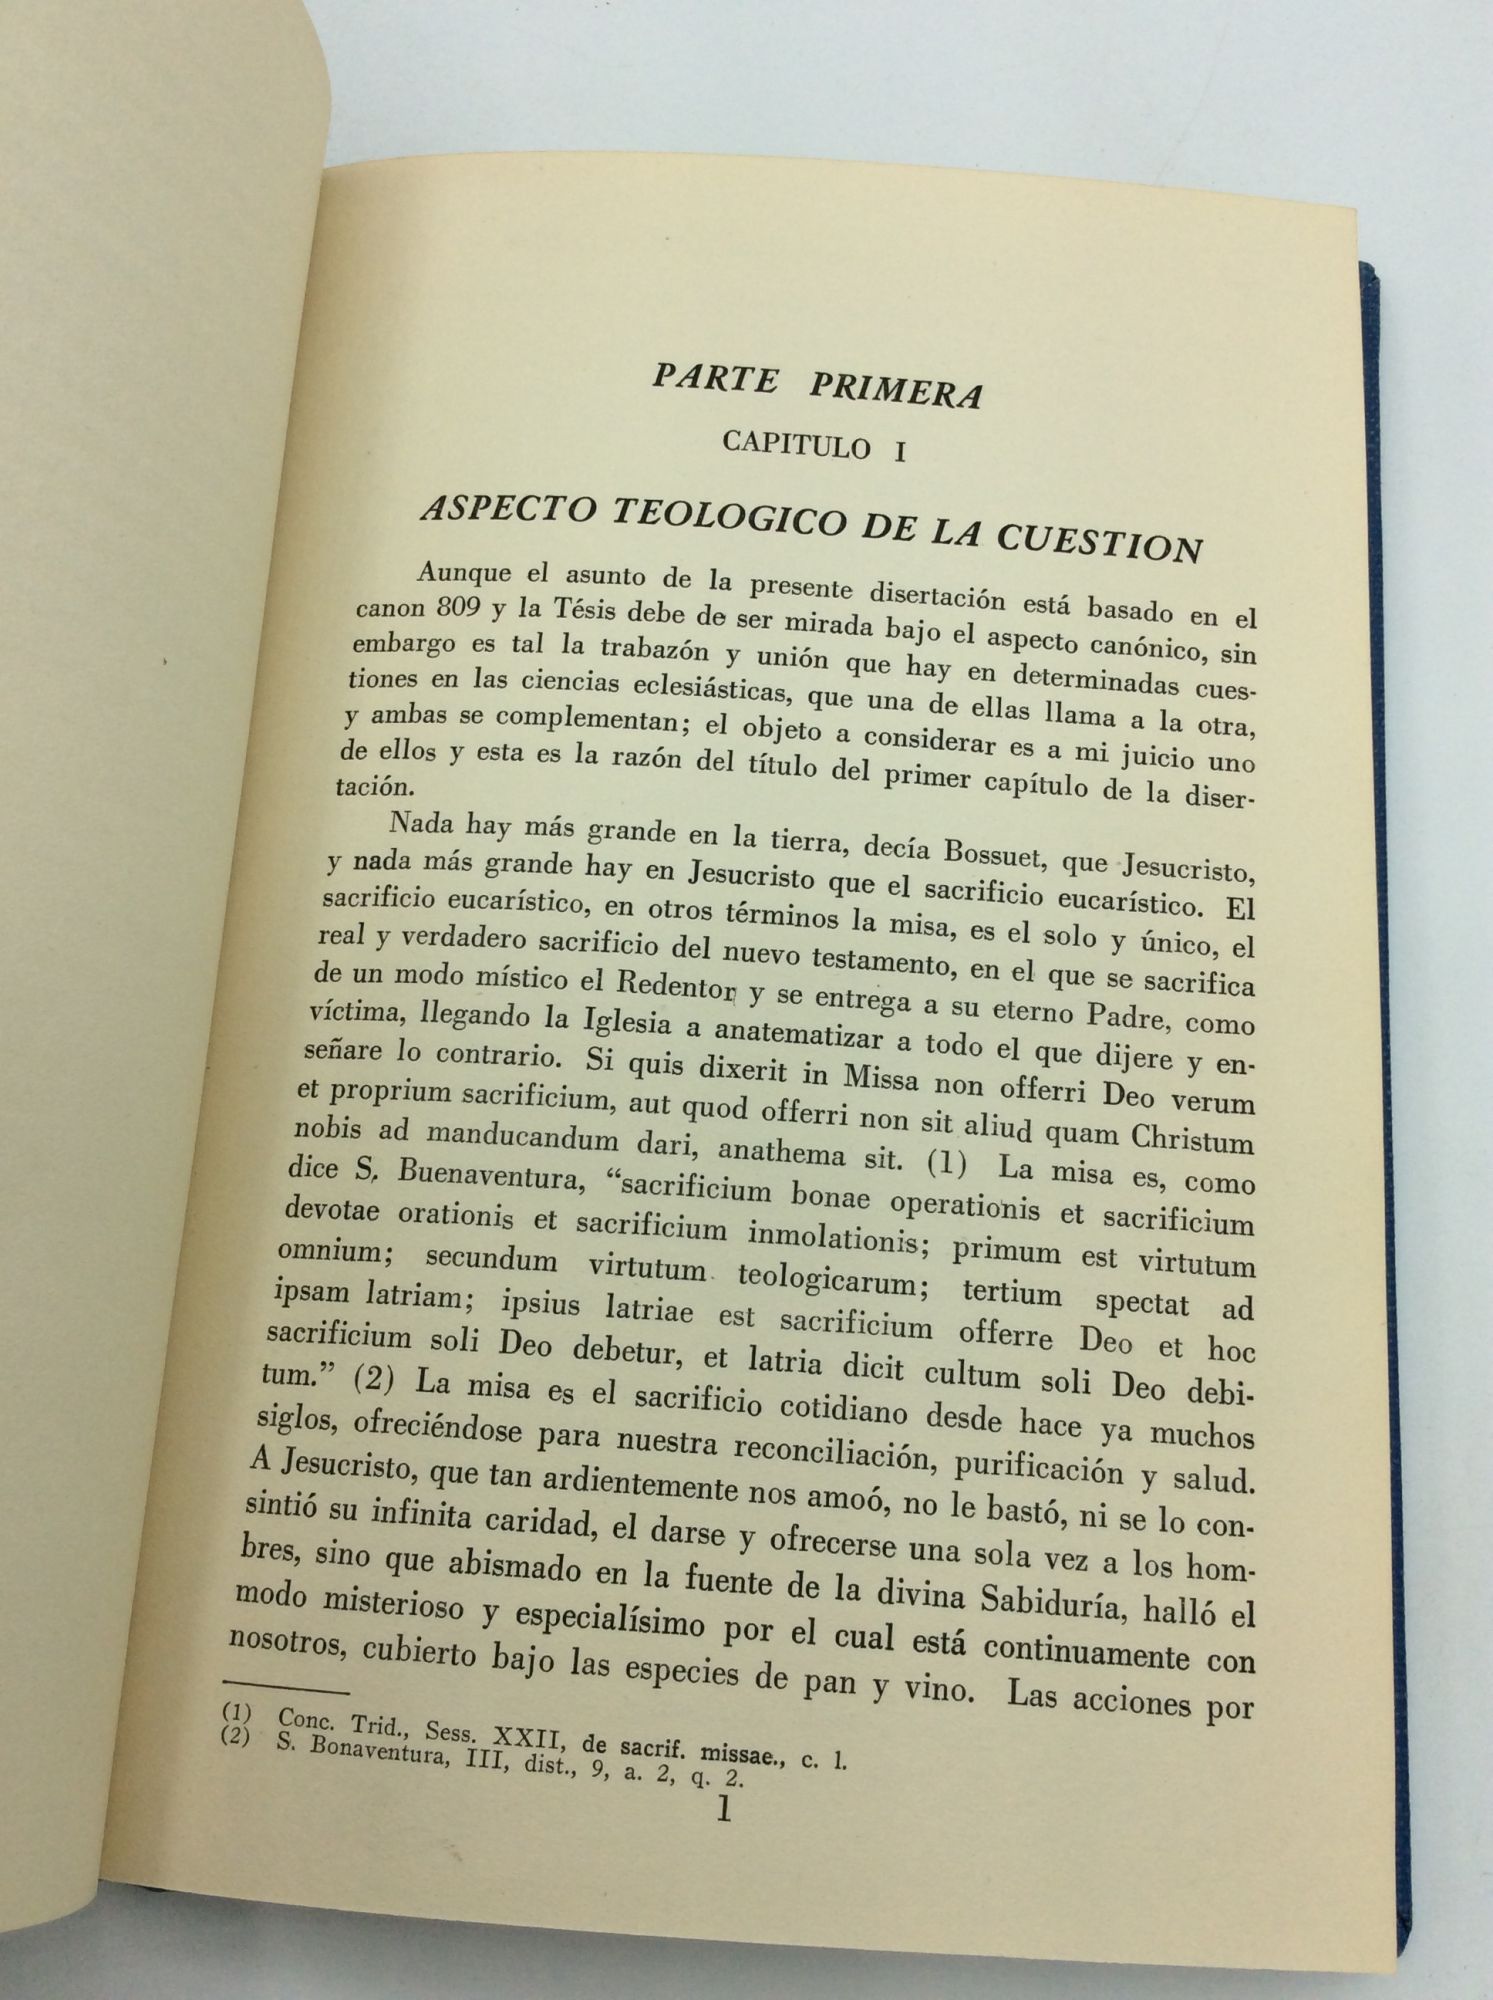 PARTE PRIMERA
CAPITULO I
ASPECTO TEOLOGICO DE LA CUESTION
Aunque el asunto de la presente disertación está basado en el
canon 809 y la Tésis debe de ser mirada bajo el aspecto canónico, sin
embargo es tal la trabazón y unión que hay en determinadas cues-
tiones en las ciencias eclesiásticas, que una de ellas llama a la otra,
y ambas se complementan; el objeto a considerar es a mi juicio uno
de ellos y esta es la razón del título del primer capítulo de la diser-
tación.
Nada hay más grande en la tierra, decía Bossuet, que Jesucristo,
y nada más grande hay en Jesucristo que el sacrificio eucarístico. El
sacrificio eucarístico, en otros términos la misa, es el solo y único, el
real y verdadero sacrificio del nuevo testamento, en el que se sacrifica
de un modo místico el Redentor y se entrega a su eterno Padre, como
víctima, llegando la Iglesia a anatematizar a todo el que dijere y en-
señare lo contrario. Si quis dixerit in Missa non offerri Deo verum
et proprium sacrificium, aut quod offerri non sit aliud quam Christum
nobis ad manducandum dari, anathema sit. (1) La misa es, como
dice S. Buenaventura, “sacrificium bonae operationis et sacrificium
devotae orationis et sacrificium inmolationis; primum est virtutum
omnium; secundum virtutum teologicarum; tertium spectat ad
ipsam latriam; ipsius latriae est sacrificium offerre Deo et hoc
sacrificium soli Deo debetur, et latria dicit cultum soli Deo debi-
tum.” (2) La misa es el sacrificio cotidiano desde hace ya muchos
siglos, ofreciéndose para nuestra reconciliación, purificación y salud.
A Jesucristo, que tan ardientemente nos amoó, no le bastó, ni se lo con-
sintió su infinita caridad, el darse y ofrecerse una sola vez a los hom-
bres, sino que abismado en la fuente de la divina Sabiduría, halló el
modo misterioso y especialísimo por el cual está continuamente con
nosotros, cubierto bajo las especies de pan y vino. Las acciones por
(1) Conc. Trid., Sess. XXII, de sacrif. missae., c. 1.
(2) S. Bonaventura, III, dist., 9, a. 2, q. 2.
1